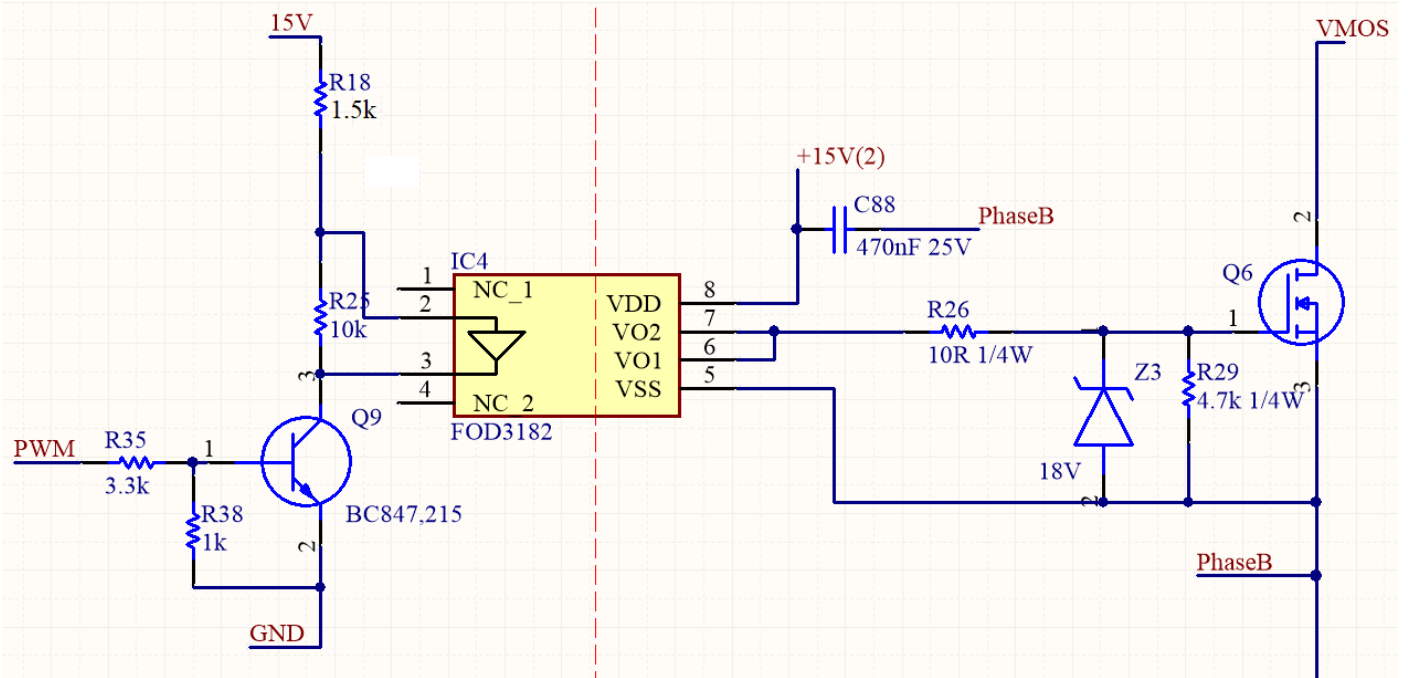 15V
R18
1.5k
+15V(2)
C88
PhaseB
470nF 25V
VMOS
2
Q6
1
3
R25
10k
IC4
1
NC_1
2
3
4
NC_2
FOD3182
VDD
8
VO2
7
VO1
6
VSS
5
R26
10R 1/4W
Z3
18V
2
R29
4.7k 1/4W
3
Q9
BC847,215
PWM
R35
3.3k
1
R38
1k
2
GND
PhaseB